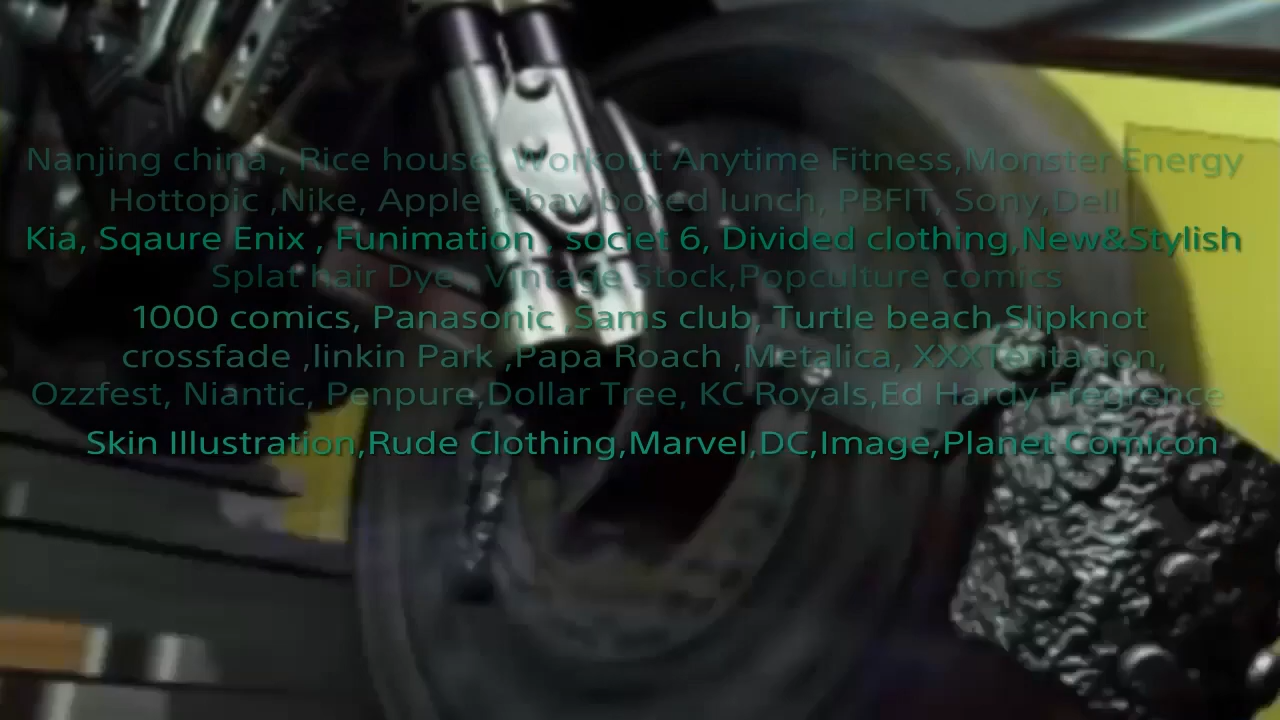 Nanjing china , Rice house, Workout Anytime Fitness,Monster Energy
Hottopic ,Nike, Apple ,Ebay boxed lunch, PBFIT, Sony,Dell
Kia, Sqaure Enix , Funimation , societ 6, Divided clothing,New&Stylish
Splat hair Dye , Vintage Stock,Popculture comics
1000 comics, Panasonic ,Sams club, Turtle beach Slipknot
crossfade ,linkin Park ,Papa Roach ,Metalica, XXXTentacion,
Ozzfest, Niantic, Penpure,Dollar Tree, KC Royals,Ed Hardy Fregrence
Skin Illustration,Rude Clothing,Marvel,DC,Image,Planet Comicon